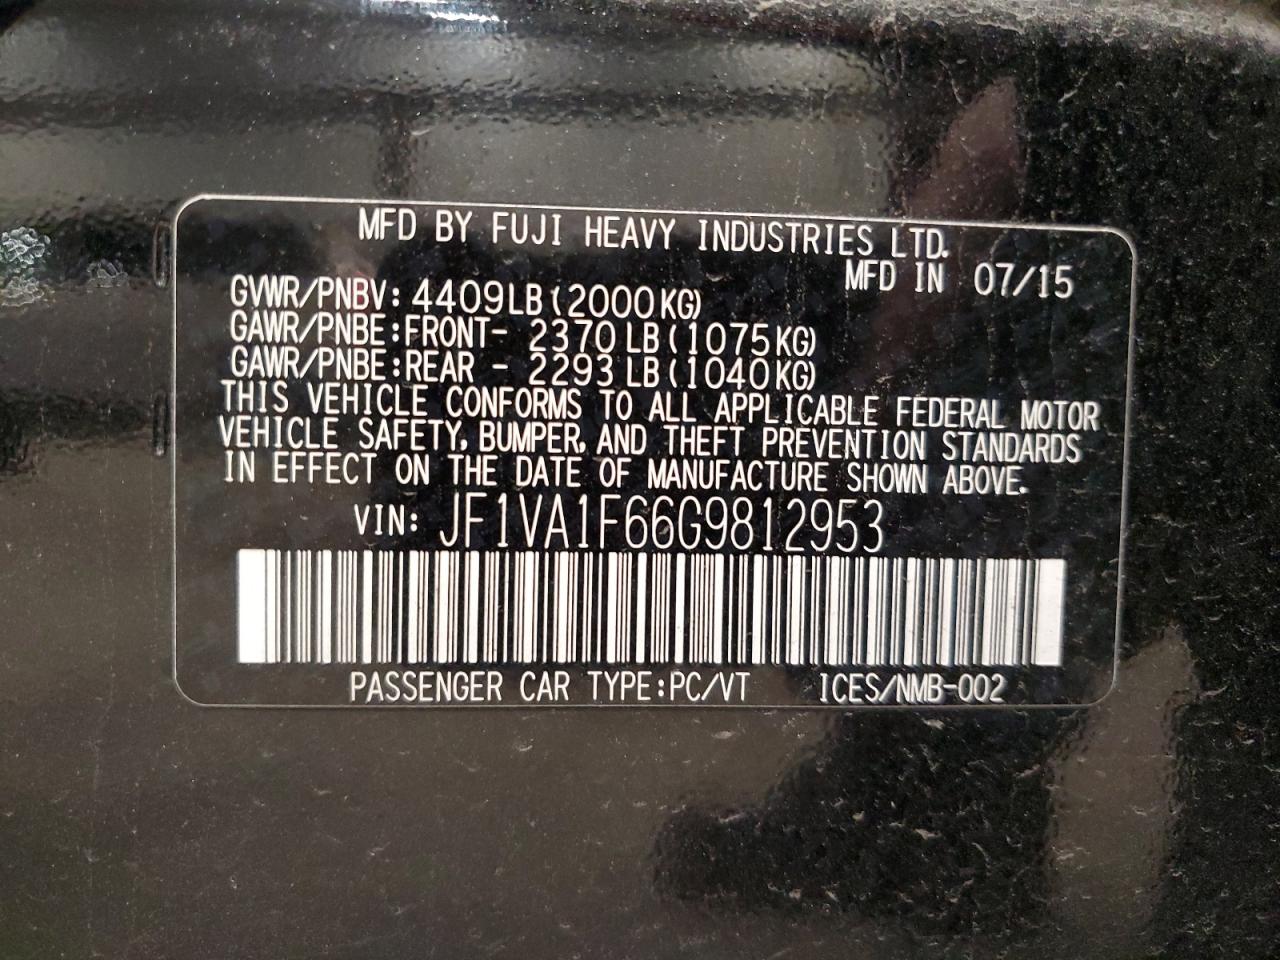 MFD BY FUJI HEAVY INDUSTRIES LTD.
MFD IN 07/15
GVWR/PNBV: 4409LB(2000KG)
GAWR/PNBE:FRONT- 2370LB(1075KG)
GAWR/PNBE:REAR - 2293LB(1040KG)
THIS VEHICLE CONFORMS TO ALL APPLICABLE FEDERAL MOTOR
VEHICLE SAFETY, BUMPER, AND THEFT PREVENTION STANDARDS
IN EFFECT ON THE DATE OF MANUFACTURE SHOWN ABOVE.
VIN: JF1VA1F66G9812953
PASSENGER CAR TYPE:PC/VT ICES/NMB-002